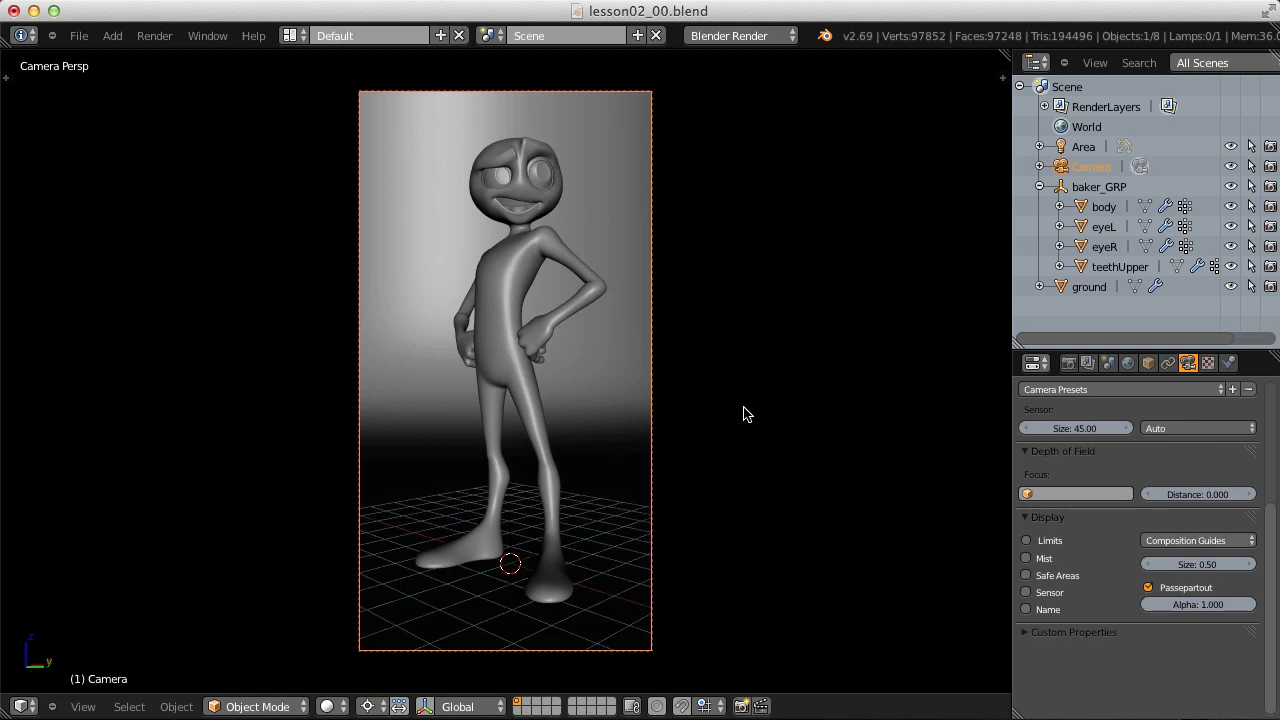 lesson02_00.blend
File Add Render Window Help Default Scene Blender Render v2.69 | Verts:97852 | Faces:97248 | Tris:194496 | Objects:1/8 | Lamps:0/1 | Mem:36.0
Camera Persp
View Search All Scenes
Scene
RenderLayers |
World
Area |
Camera |
baker_GRP
body |
eyeL |
eyeR |
teethUpper |
ground |
Camera Presets
Sensor:
Size: 45.00 Auto
Depth of Field
Focus:
Distance: 0.000
Display
Limits Composition Guides
Mist Size: 0.50
Safe Areas Passepartout
Sensor Alpha: 1.000
Name
Custom Properties
z
y
(1) Camera
View Select Object Object Mode Global